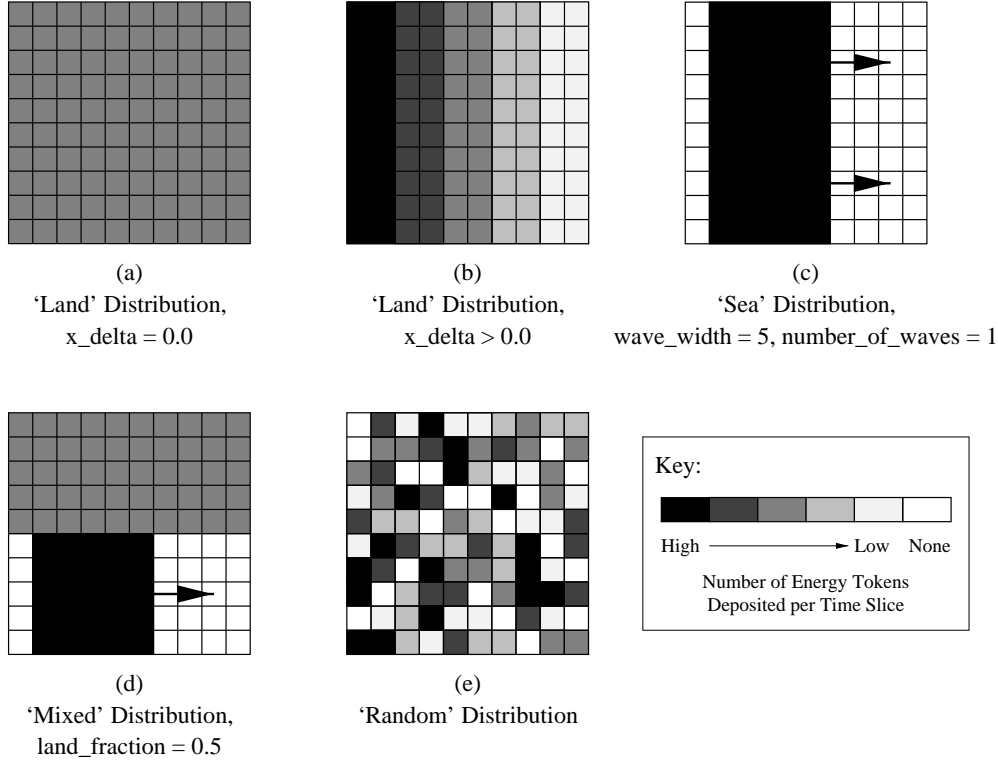 (a)
‘Land’ Distribution,
x_delta = 0.0
(b)
‘Land’ Distribution,
x_delta > 0.0
(c)
‘Sea’ Distribution,
wave_width = 5, number_of_waves = 1
(d)
‘Mixed’ Distribution,
land_fraction = 0.5
(e)
‘Random’ Distribution
Key:
High Low None
Number of Energy Tokens
Deposited per Time Slice